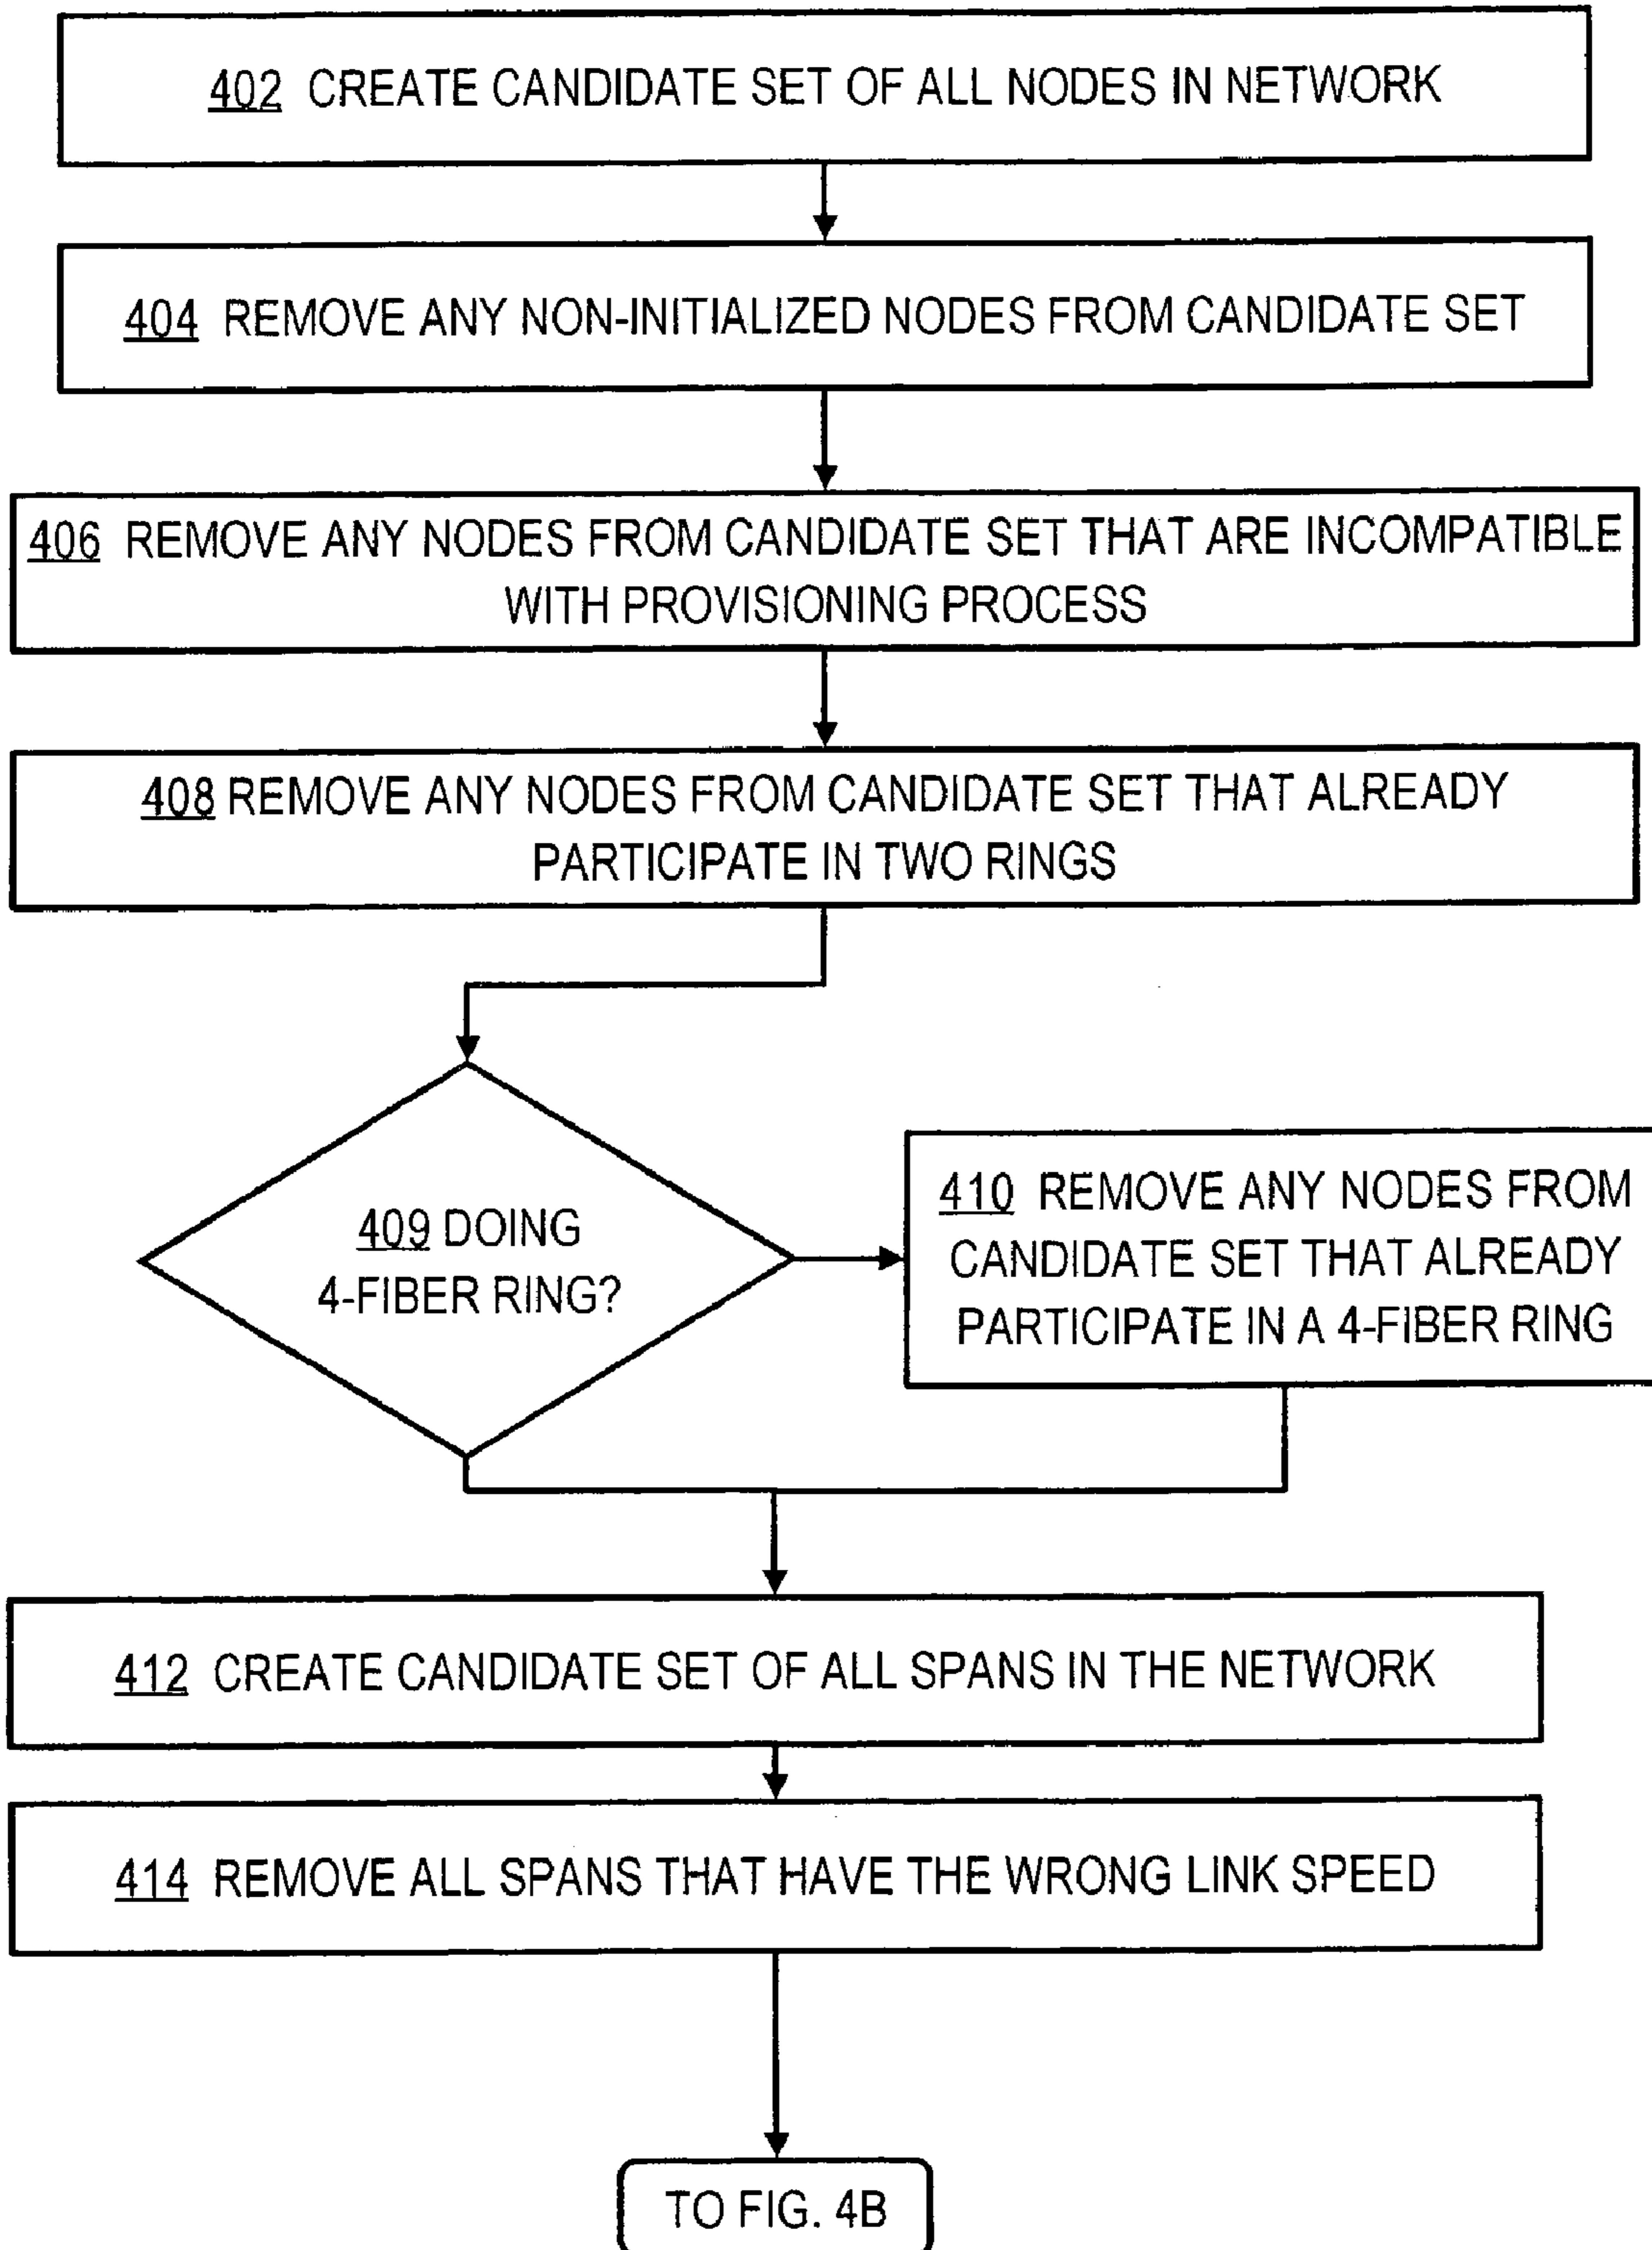 402 CREATE CANDIDATE SET OF ALL NODES IN NETWORK
404 REMOVE ANY NON-INITIALIZED NODES FROM CANDIDATE SET
406 REMOVE ANY NODES FROM CANDIDATE SET THAT ARE INCOMPATIBLE
WITH PROVISIONING PROCESS
408 REMOVE ANY NODES FROM CANDIDATE SET THAT ALREADY
PARTICIPATE IN TWO RINGS
409 DOING
4-FIBER RING?
410 REMOVE ANY NODES FROM
CANDIDATE SET THAT ALREADY
PARTICIPATE IN A 4-FIBER RING
412 CREATE CANDIDATE SET OF ALL SPANS IN THE NETWORK
414 REMOVE ALL SPANS THAT HAVE THE WRONG LINK SPEED
TO FIG. 4B